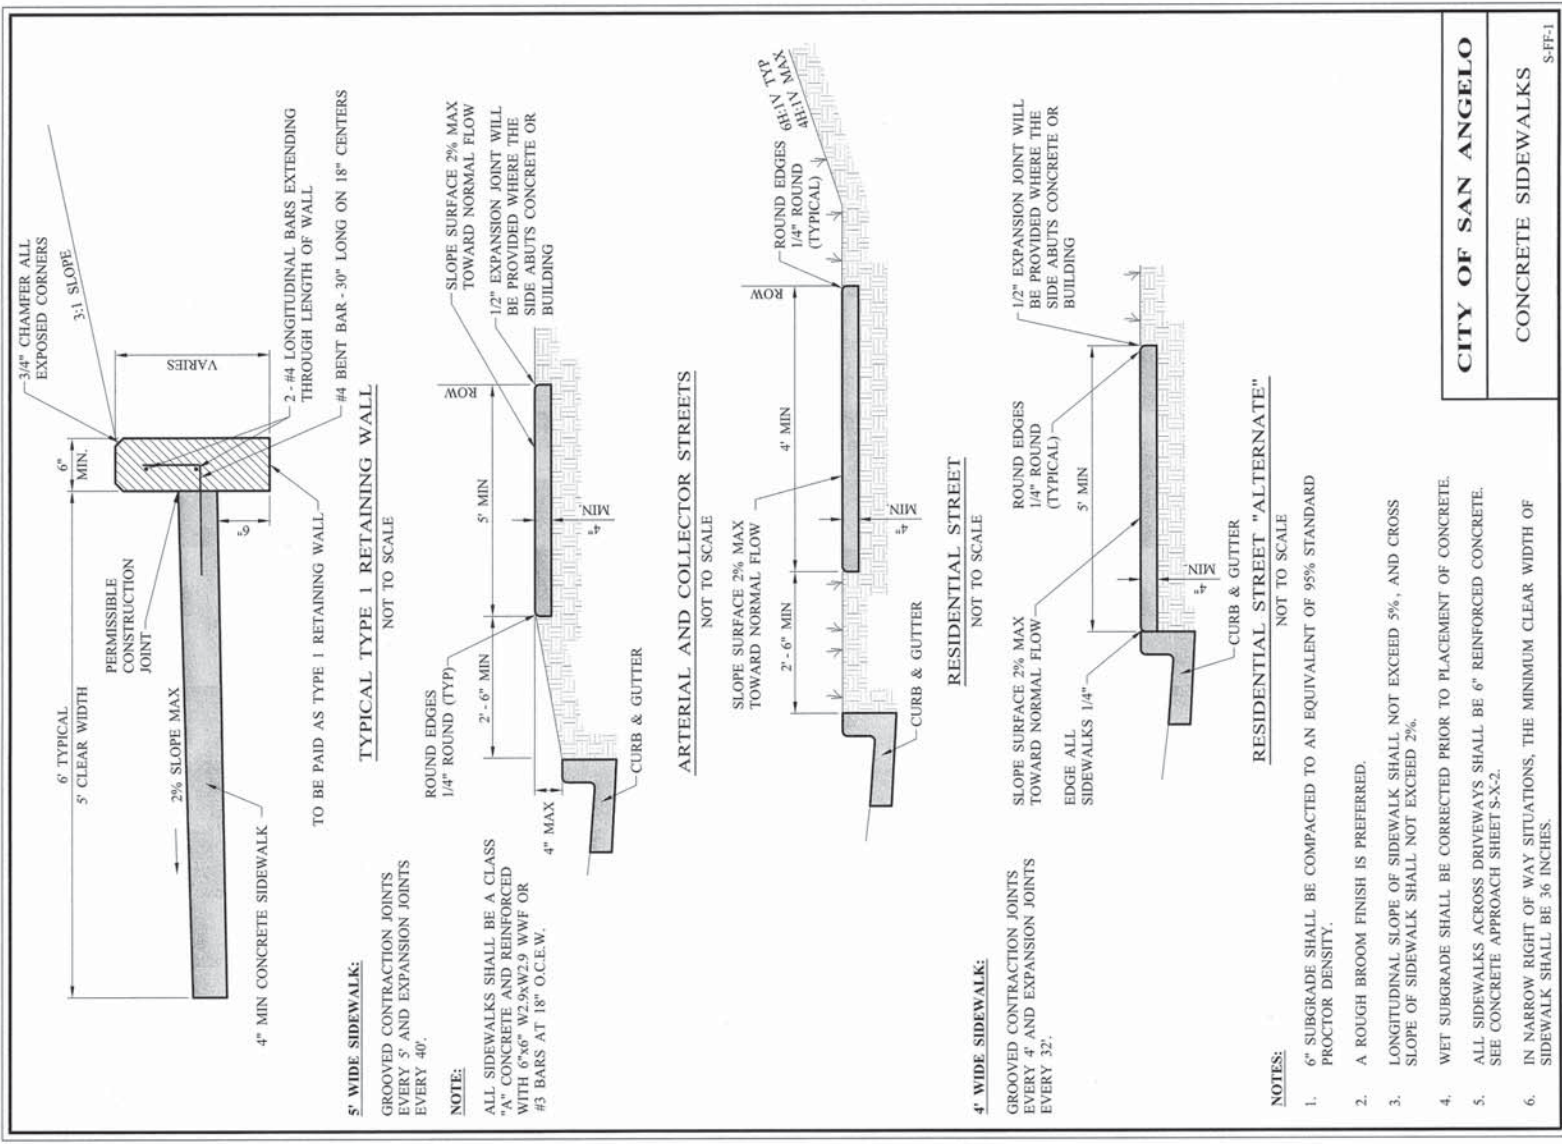 3/4" CHAMFER ALL
EXPOSED CORNERS
3:1 SLOPE
6" TYPICAL
5' CLEAR WIDTH
6"
MIN.
VARIES
2% SLOPE MAX
PERMISSIBLE
CONSTRUCTION
JOINT
6"
2 - #4 LONGITUDINAL BARS EXTENDING
THROUGH LENGTH OF WALL
#4 BENT BAR - 30" LONG ON 18" CENTERS
4" MIN CONCRETE SIDEWALK
TO BE PAID AS TYPE 1 RETAINING WALL
TYPICAL TYPE 1 RETAINING WALL
NOT TO SCALE
5' WIDE SIDEWALK:
GROOVED CONTRACTION JOINTS
EVERY 5' AND EXPANSION JOINTS
EVERY 40'.
NOTE:
ALL SIDEWALKS SHALL BE A CLASS
"A" CONCRETE AND REINFORCED
WITH 6"x6" W2.9xW2.9 WWF OR
#3 BARS AT 18" O.C.E.W.
ROUND EDGES
1/4" ROUND (TYP)
2' - 6" MIN
5' MIN
ROW
SLOPE SURFACE 2% MAX
TOWARD NORMAL FLOW
1/2" EXPANSION JOINT WILL
BE PROVIDED WHERE THE
SIDE ABUTS CONCRETE OR
BUILDING
4" MAX
4"
MIN.
CURB & GUTTER
ARTERIAL AND COLLECTOR STREETS
NOT TO SCALE
SLOPE SURFACE 2% MAX
TOWARD NORMAL FLOW
2' - 6" MIN
4' MIN
ROW
ROUND EDGES
1/4" ROUND
(TYPICAL)
6H:1V TYP
4H:1V MAX
4"
MIN.
CURB & GUTTER
RESIDENTIAL STREET
NOT TO SCALE
4' WIDE SIDEWALK:
GROOVED CONTRACTION JOINTS
EVERY 4' AND EXPANSION JOINTS
EVERY 32'.
SLOPE SURFACE 2% MAX
TOWARD NORMAL FLOW
EDGE ALL
SIDEWALKS 1/4"
ROUND EDGES
1/4" ROUND
(TYPICAL)
5' MIN
1/2" EXPANSION JOINT WILL
BE PROVIDED WHERE THE
SIDE ABUTS CONCRETE OR
BUILDING
4"
MIN.
CURB & GUTTER
RESIDENTIAL STREET "ALTERNATE"
NOT TO SCALE
NOTES:
1. 6" SUBGRADE SHALL BE COMPACTED TO AN EQUIVALENT OF 95% STANDARD
PROCTOR DENSITY.
2. A ROUGH BROOM FINISH IS PREFERRED.
3. LONGITUDINAL SLOPE OF SIDEWALK SHALL NOT EXCEED 5%, AND CROSS
SLOPE OF SIDEWALK SHALL NOT EXCEED 2%.
4. WET SUBGRADE SHALL BE CORRECTED PRIOR TO PLACEMENT OF CONCRETE.
5. ALL SIDEWALKS ACROSS DRIVEWAYS SHALL BE 6" REINFORCED CONCRETE.
SEE CONCRETE APPROACH SHEET S-X-2.
6. IN NARROW RIGHT OF WAY SITUATIONS, THE MINIMUM CLEAR WIDTH OF
SIDEWALK SHALL BE 36 INCHES.
CITY OF SAN ANGELO
CONCRETE SIDEWALKS
S-FF-1